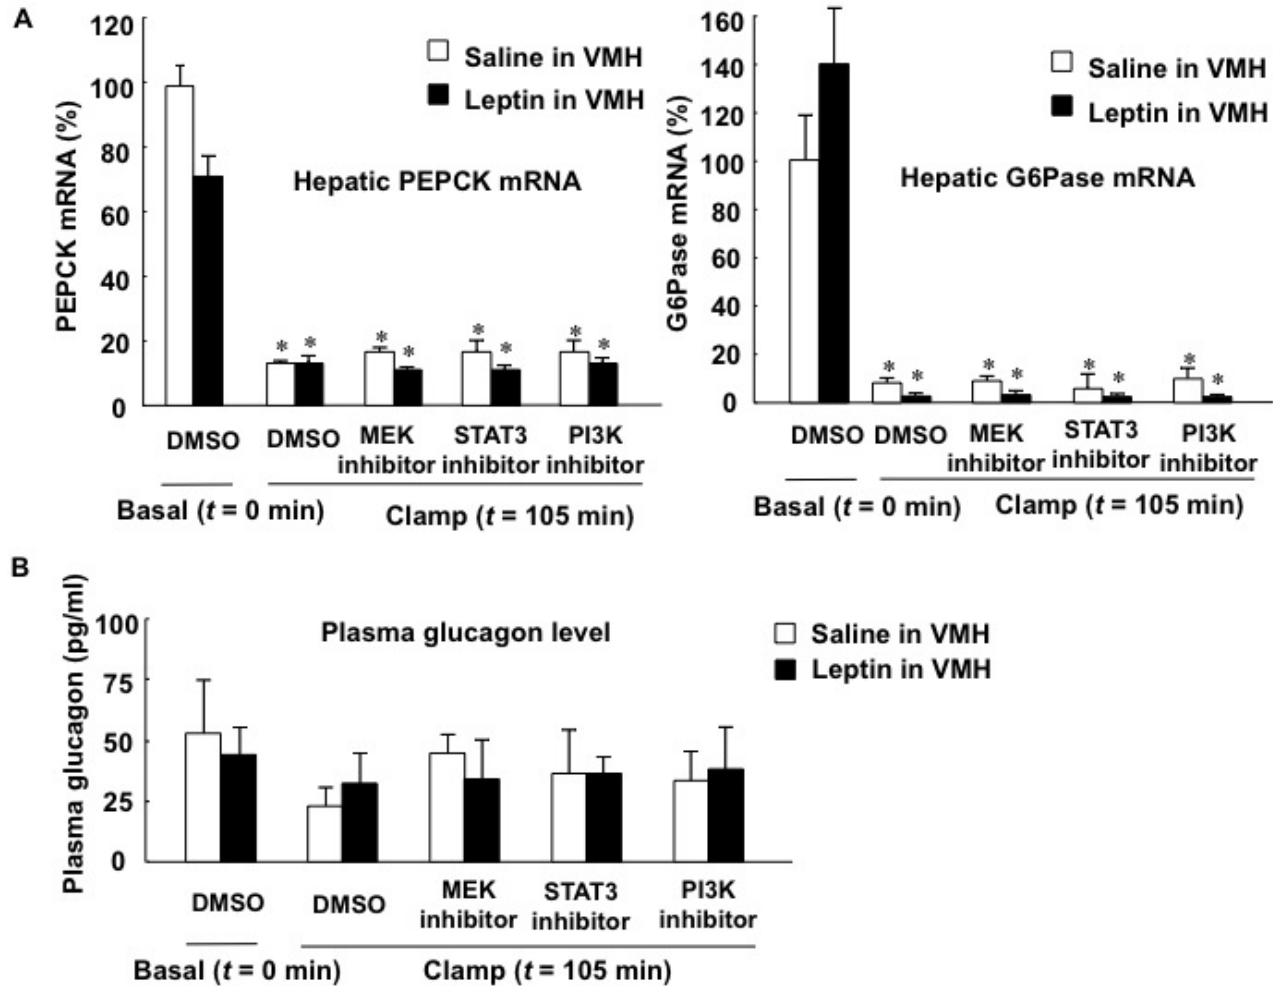 A
PEPCK mRNA (%)
120
100
80
60
40
20
0
Saline in VMH
Leptin in VMH
Hepatic PEPCK mRNA
* * * * * * * *
DMSO DMSO MEK inhibitor STAT3 inhibitor PI3K inhibitor
Basal (t = 0 min) Clamp (t = 105 min)
G6Pase mRNA (%)
160
140
120
100
80
60
40
20
0
Saline in VMH
Leptin in VMH
Hepatic G6Pase mRNA
* * * * * * * *
DMSO DMSO MEK inhibitor STAT3 inhibitor PI3K inhibitor
Basal (t = 0 min) Clamp (t = 105 min)
B
Plasma glucagon (pg/ml)
100
75
50
25
0
Plasma glucagon level
Saline in VMH
Leptin in VMH
DMSO DMSO MEK inhibitor STAT3 inhibitor PI3K inhibitor
Basal (t = 0 min) Clamp (t = 105 min)